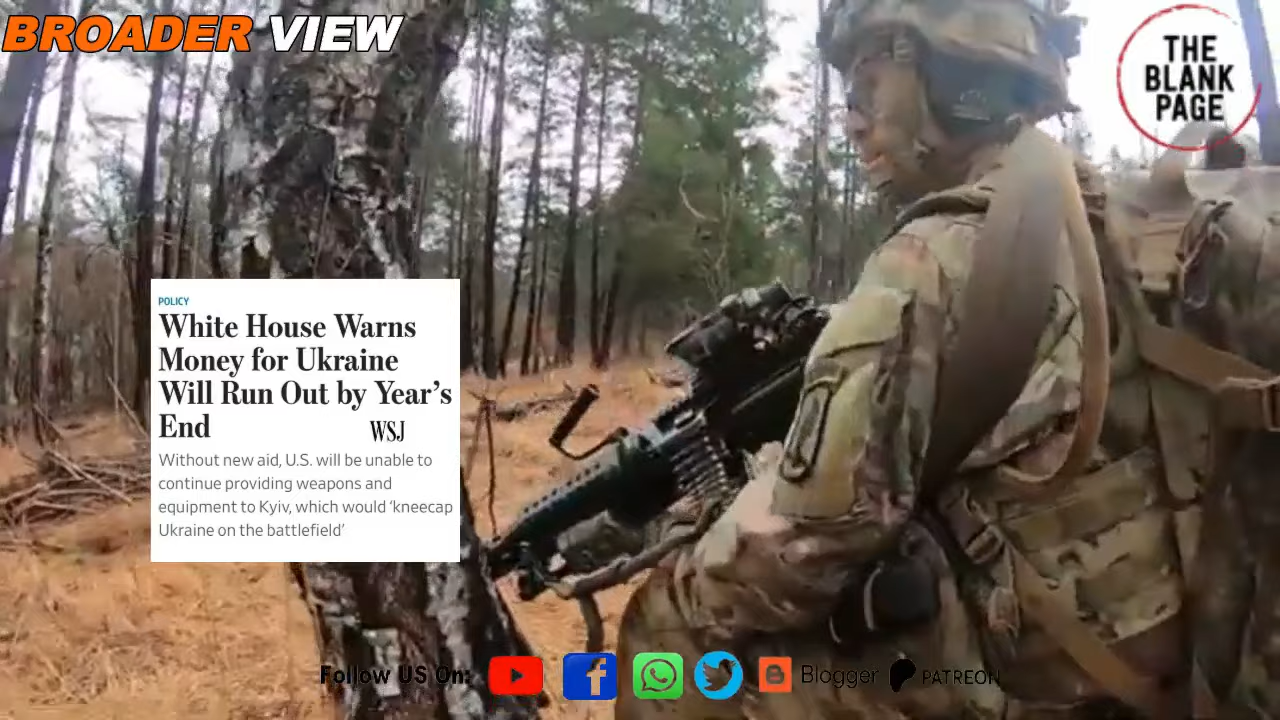 BROADER VIEW
THE
BLANK
PAGE
POLICY
White House Warns
Money for Ukraine
Will Run Out by Year’s
End
WSJ
Without new aid, U.S. will be unable to
continue providing weapons and
equipment to Kyiv, which would ‘kneecap
Ukraine on the battlefield’
Follow US On:
Blogger
PATREON